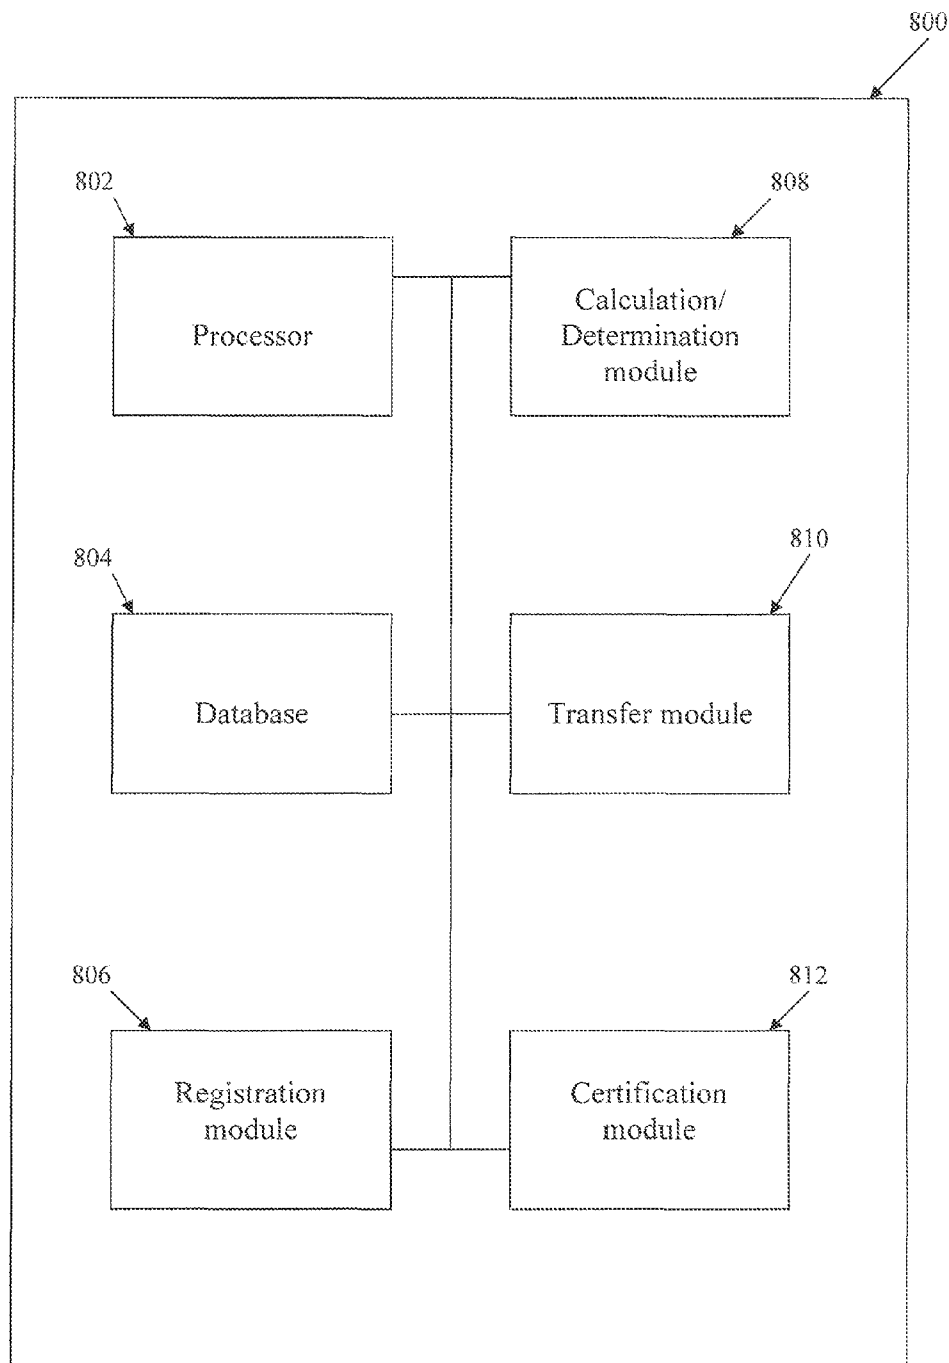 800
802
808
Processor
Calculation/
Determination
module
804
810
Database
Transfer module
806
812
Registration
module
Certification
module